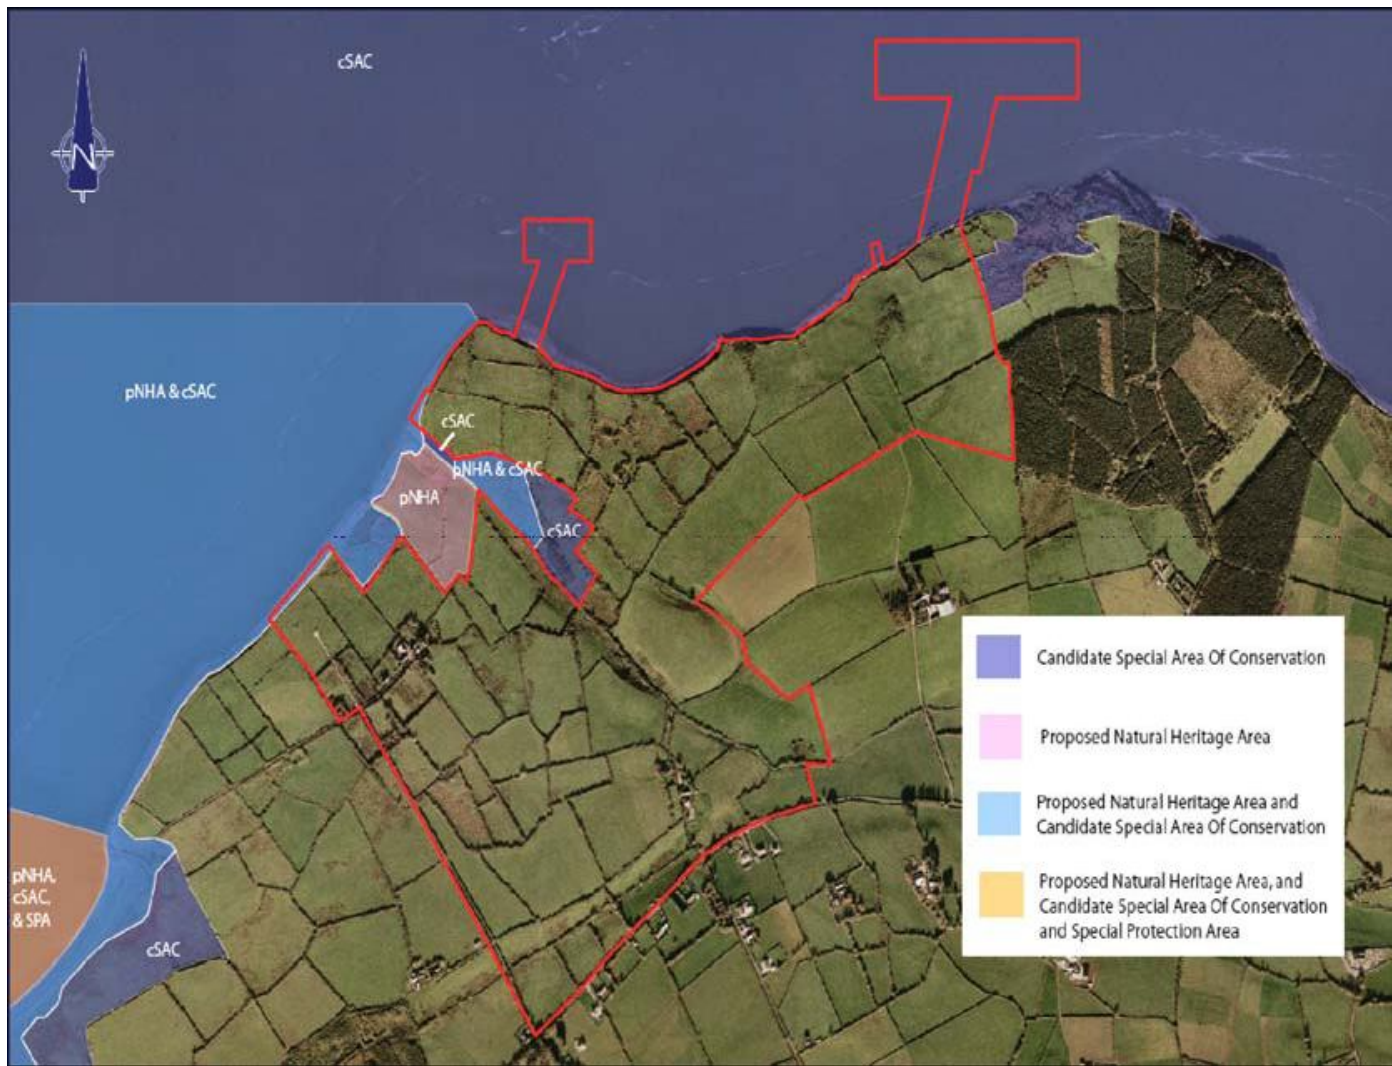 cSAC
N
pNHA & cSAC
cSAC
pNHA & cSAC
pNHA
cSAC
pNHA,
cSAC,
& SPA
cSAC
Candidate Special Area Of Conservation
Proposed Natural Heritage Area
Proposed Natural Heritage Area and
Candidate Special Area Of Conservation
Proposed Natural Heritage Area, and
Candidate Special Area Of Conservation
and Special Protection Area